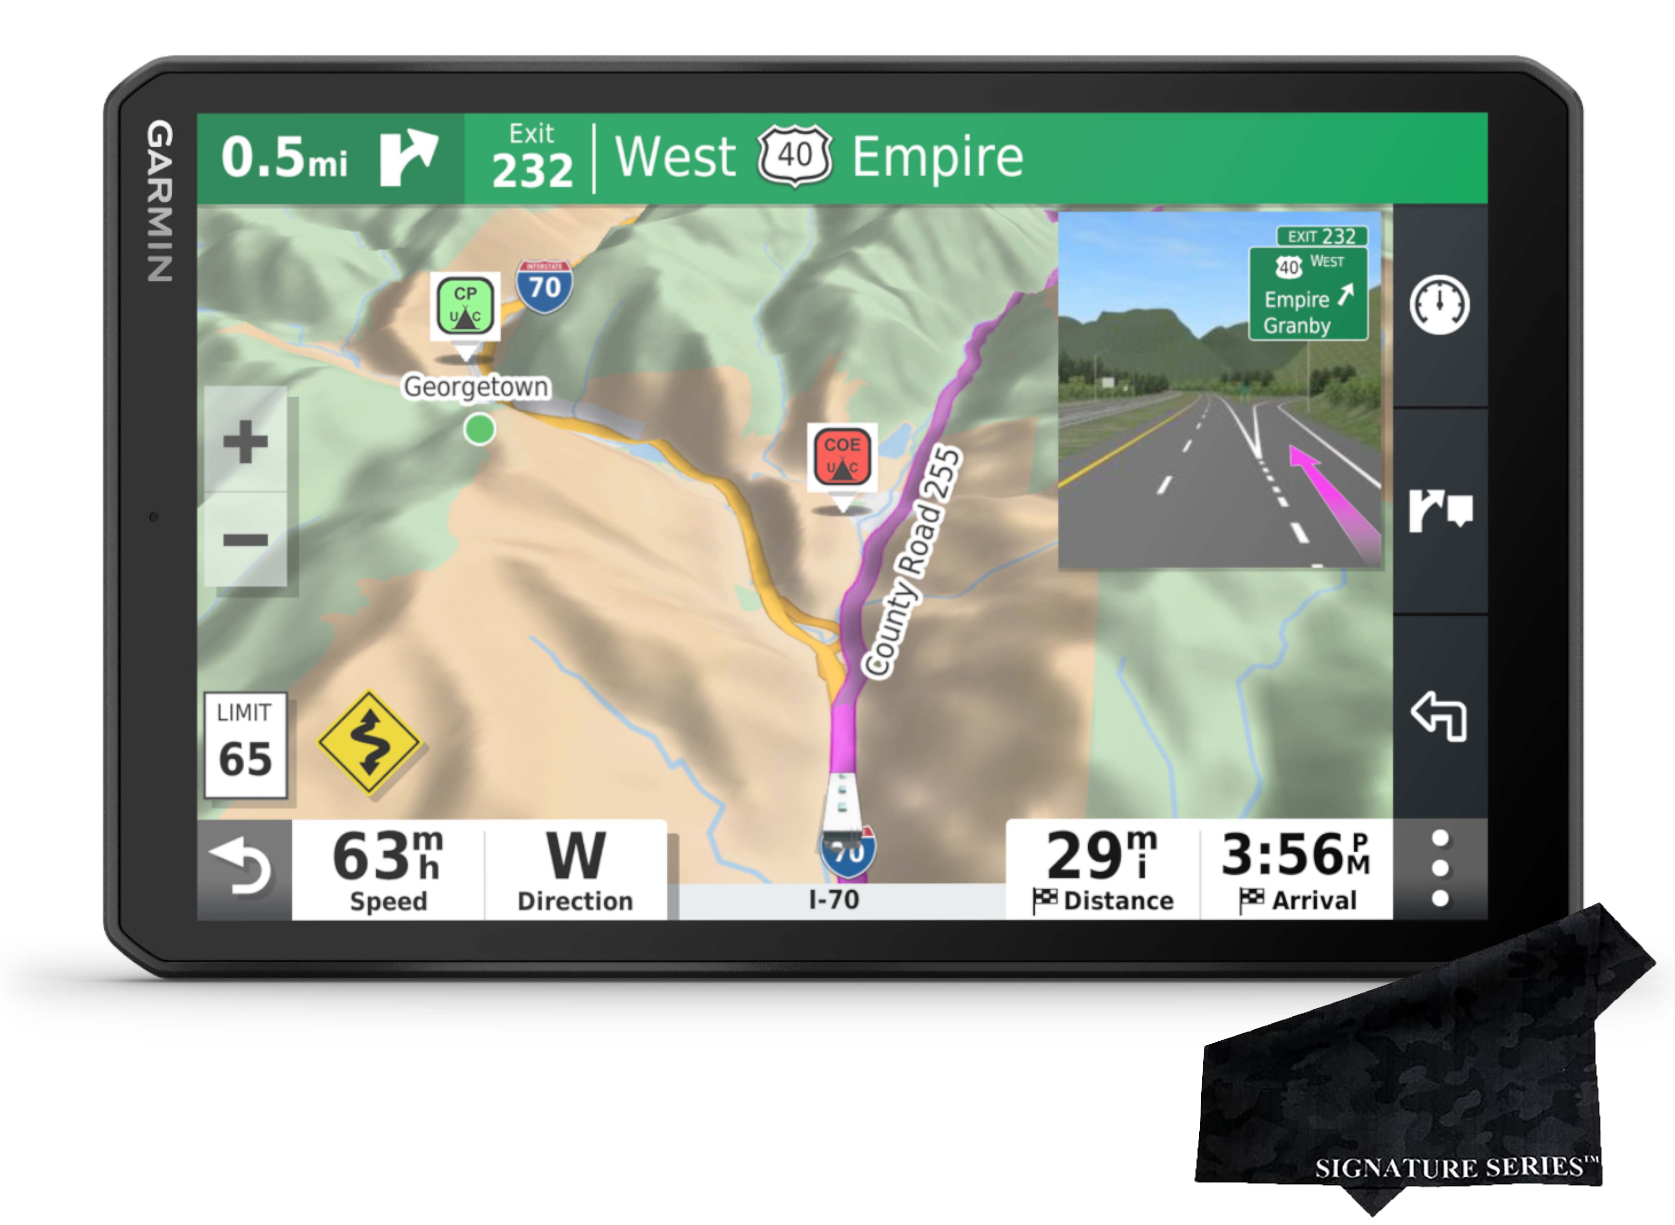 GARMIN
0.5mi
Exit
232
West 40 Empire
EXIT 232
40 WEST
Empire
Granby
INTERSTATE
70
CP
U C
Georgetown
COE
U C
County Road 255
LIMIT
65
70
63mh
Speed
W
Direction
I-70
29mi
Distance
3:56PM
Arrival
SIGNATURE SERIES™